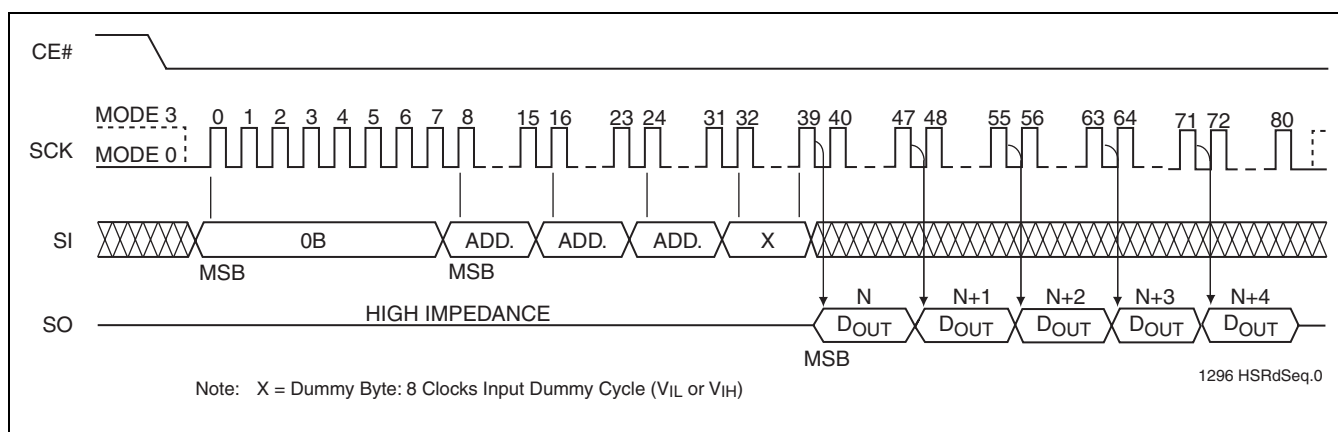 CE#
MODE 3
0 1 2 3 4 5 6 7 8 15 16 23 24 31 32 39 40 47 48 55 56 63 64 71 72 80
SCK
MODE 0
SI
0B
ADD.
ADD.
ADD.
X
MSB
MSB
N
N+1
N+2
N+3
N+4
SO
HIGH IMPEDANCE
DOUT
DOUT
DOUT
DOUT
DOUT
MSB
Note: X = Dummy Byte: 8 Clocks Input Dummy Cycle (VIL or VIH)
1296 HSRdSeq.0